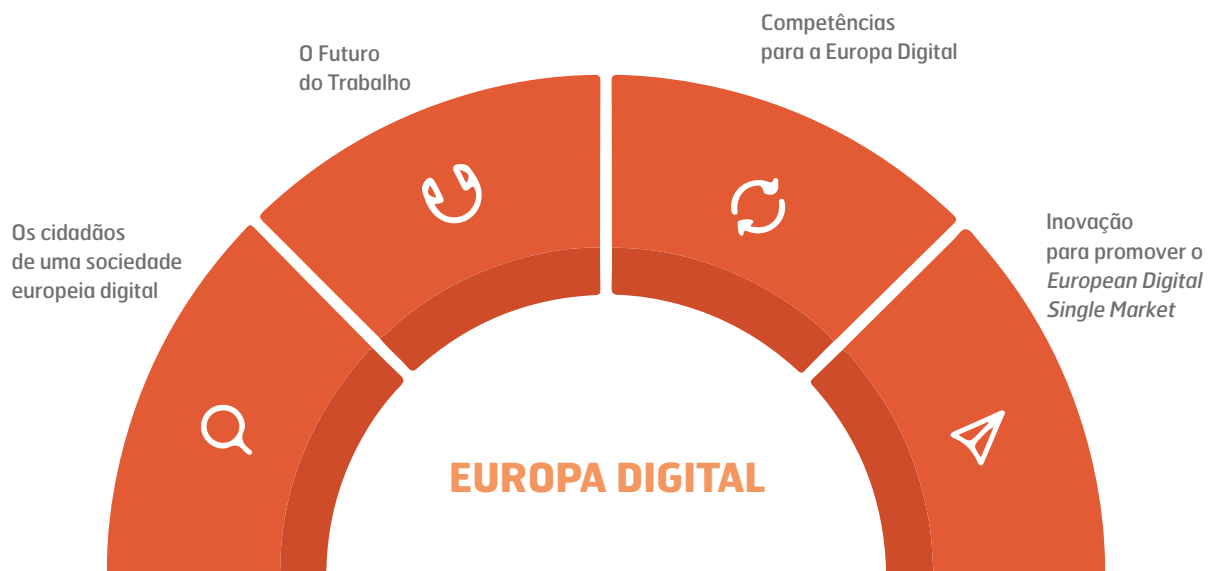 Os cidadãos
de uma sociedade
europeia digital
O Futuro
do Trabalho
Competências
para a Europa Digital
Inovação
para promover o
European Digital
Single Market
EUROPA DIGITAL